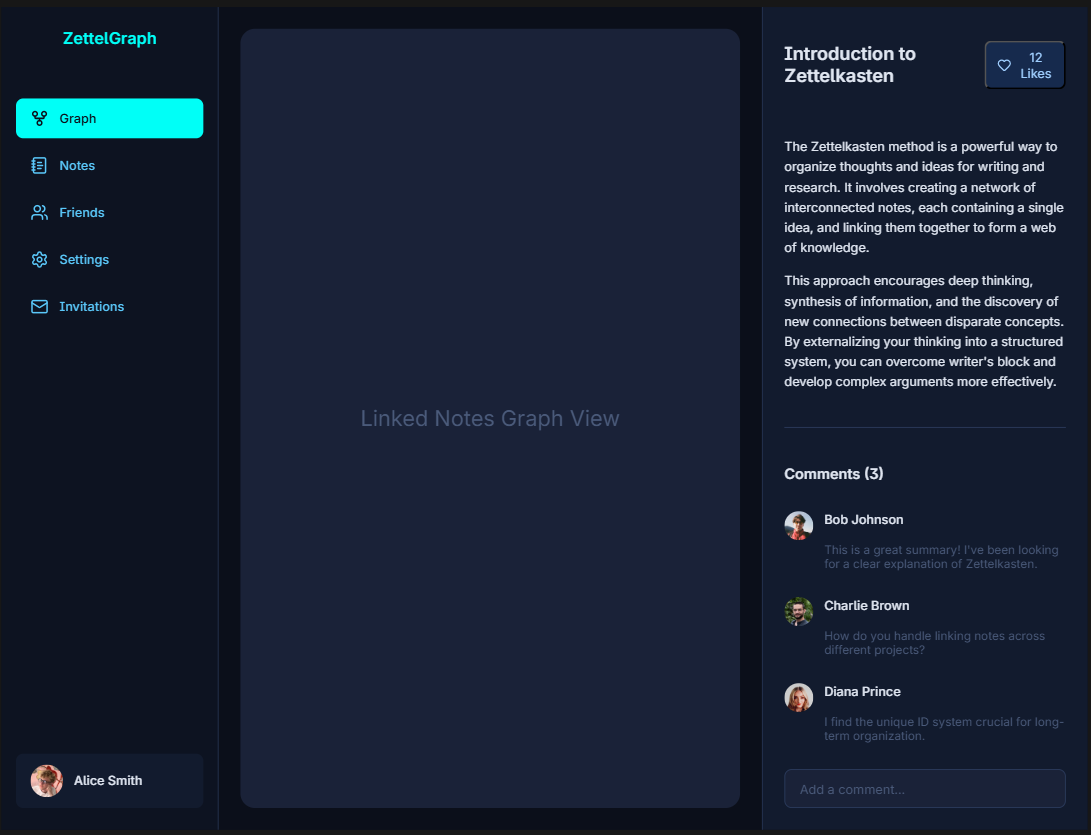 ZettelGraph
Graph
Notes
Friends
Settings
Invitations
Alice Smith
Linked Notes Graph View
Introduction to
Zettelkasten
12
Likes
The Zettelkasten method is a powerful way to
organize thoughts and ideas for writing and
research. It involves creating a network of
interconnected notes, each containing a single
idea, and linking them together to form a web
of knowledge.
This approach encourages deep thinking,
synthesis of information, and the discovery of
new connections between disparate concepts.
By externalizing your thinking into a structured
system, you can overcome writer's block and
develop complex arguments more effectively.
Comments (3)
Bob Johnson
This is a great summary! I've been looking
for a clear explanation of Zettelkasten.
Charlie Brown
How do you handle linking notes across
different projects?
Diana Prince
I find the unique ID system crucial for long-
term organization.
Add a comment...